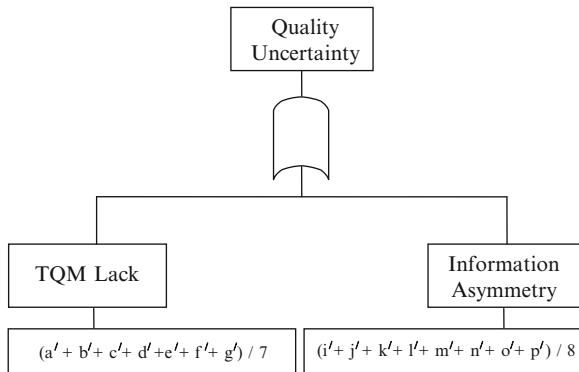 Quality
Uncertainty
TQM Lack
Information
Asymmetry
(a′ + b′ + c′ + d′ +e′ + f′ + g′) / 7
(i′ + j′ + k′ + l′ + m′ + n′ + o′ + p′) / 8